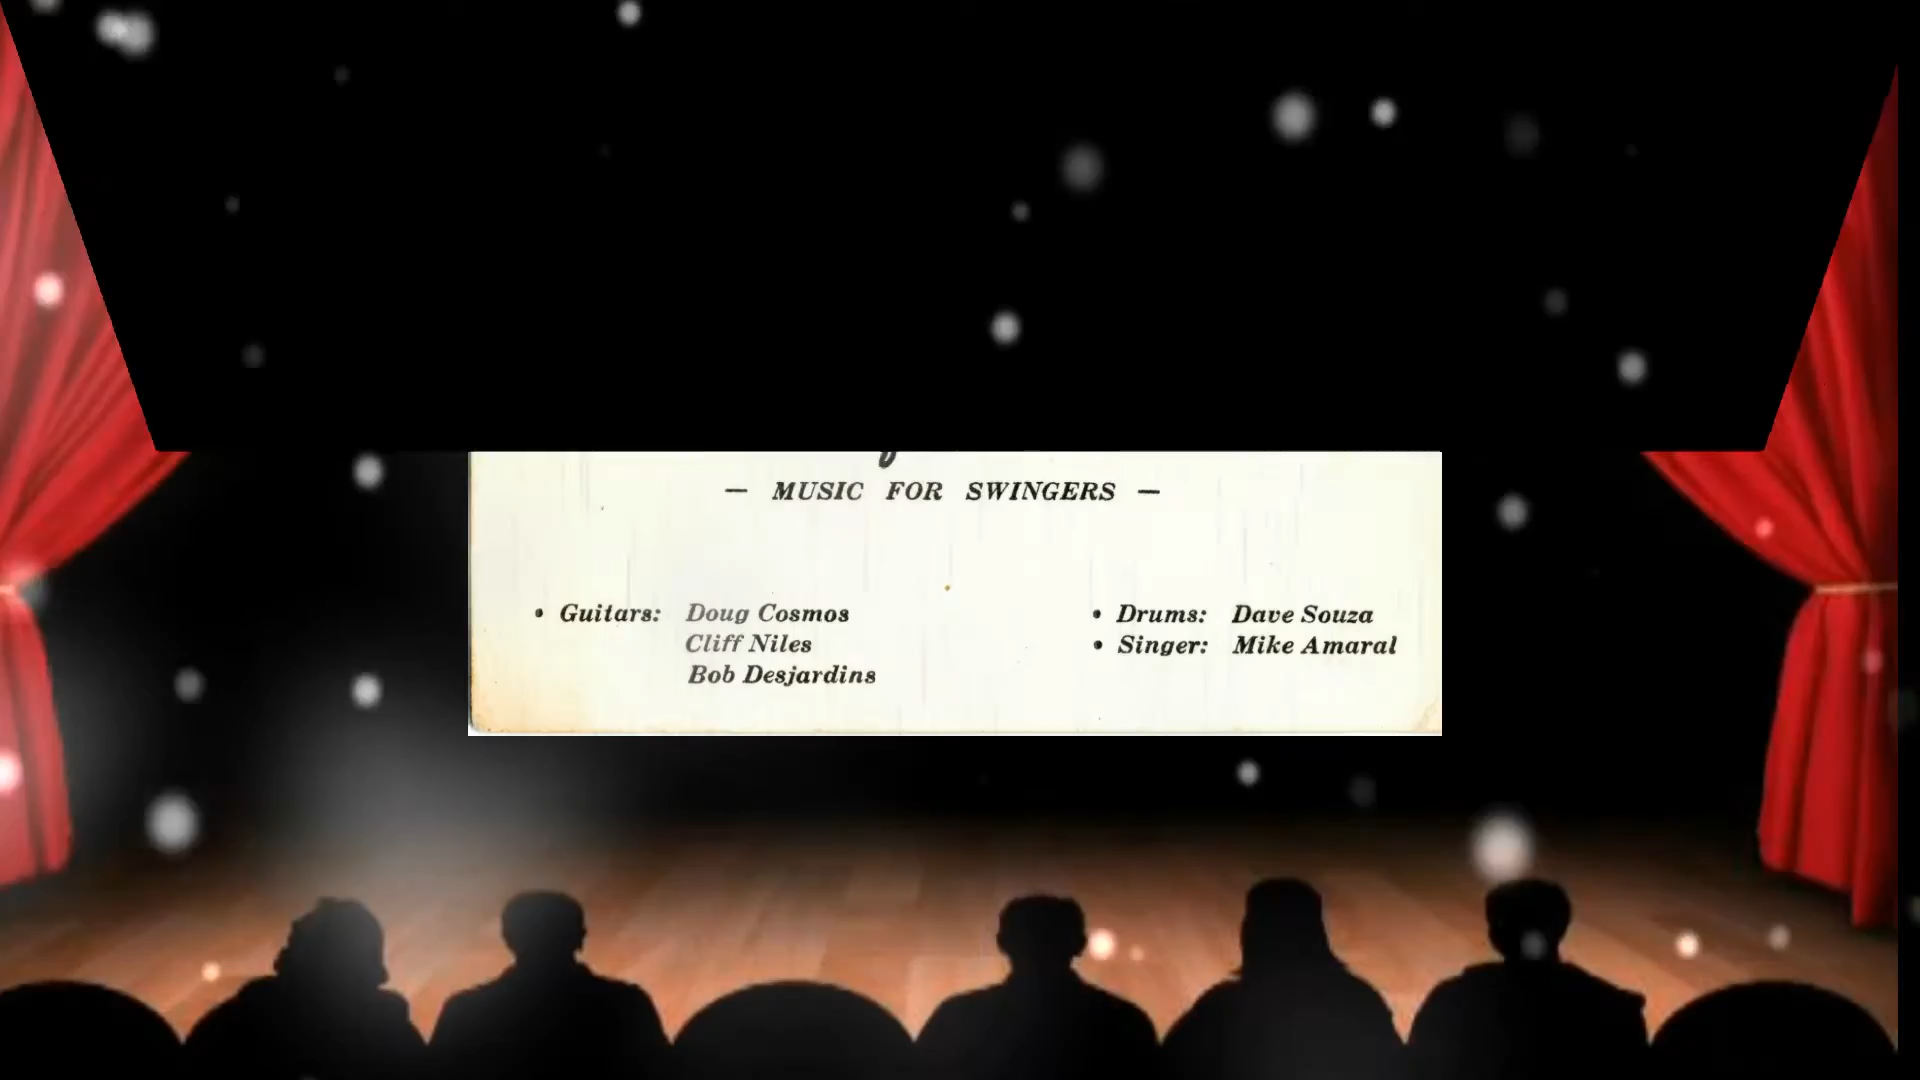 — MUSIC FOR SWINGERS —
• Guitars: Doug Cosmos
Cliff Niles
Bob Desjardins
• Drums: Dave Souza
• Singer: Mike Amaral